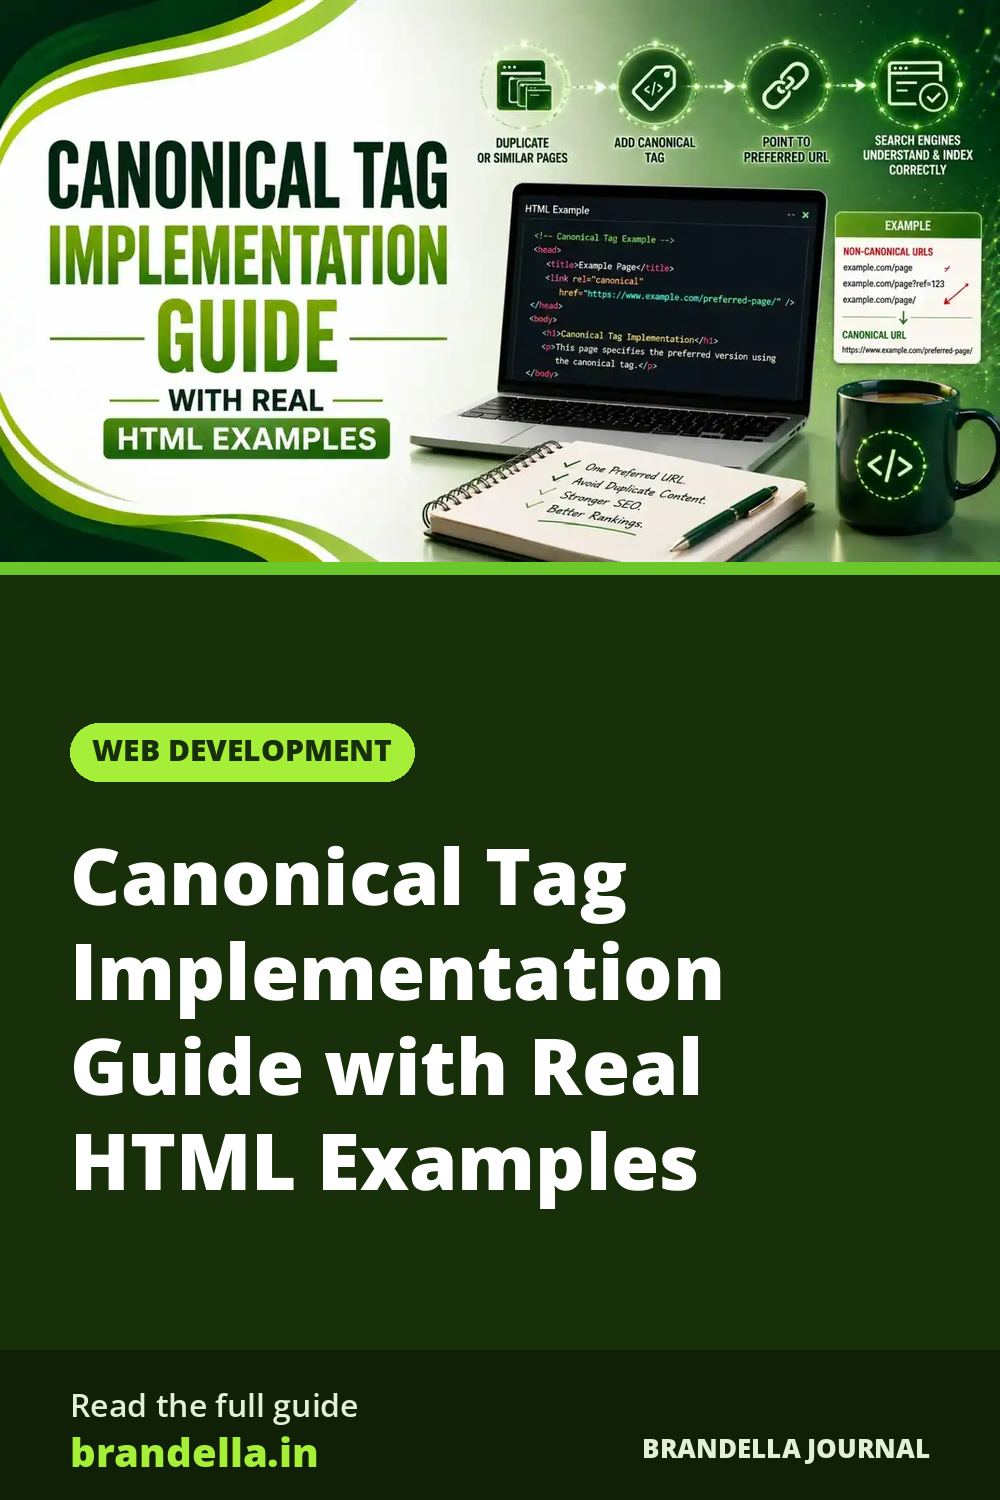 CANONICAL TAG
IMPLEMENTATION
GUIDE
WITH REAL
HTML EXAMPLES
DUPLICATE
OR SIMILAR PAGES
ADD CANONICAL
TAG
POINT TO
PREFERRED URL
SEARCH ENGINES
UNDERSTAND & INDEX
CORRECTLY
HTML Example
<!-- Canonical Tag Example -->
<head>
<title>Example Page</title>
<link rel="canonical"
href="https://www.example.com/preferred-page/" />
</head>
<body>
<h1>Canonical Tag Implementation</h1>
<p>This page specifies the preferred version using
the canonical tag.</p>
</body>
EXAMPLE
NON-CANONICAL URLS
example.com/page
example.com/page?ref=123
example.com/page/
CANONICAL URL
https://www.example.com/preferred-page/
One Preferred URL.
Avoid Duplicate Content.
Stronger SEO.
Better Rankings.
</>
WEB DEVELOPMENT
Canonical Tag
Implementation
Guide with Real
HTML Examples
Read the full guide
brandella.in
BRANDELLA JOURNAL